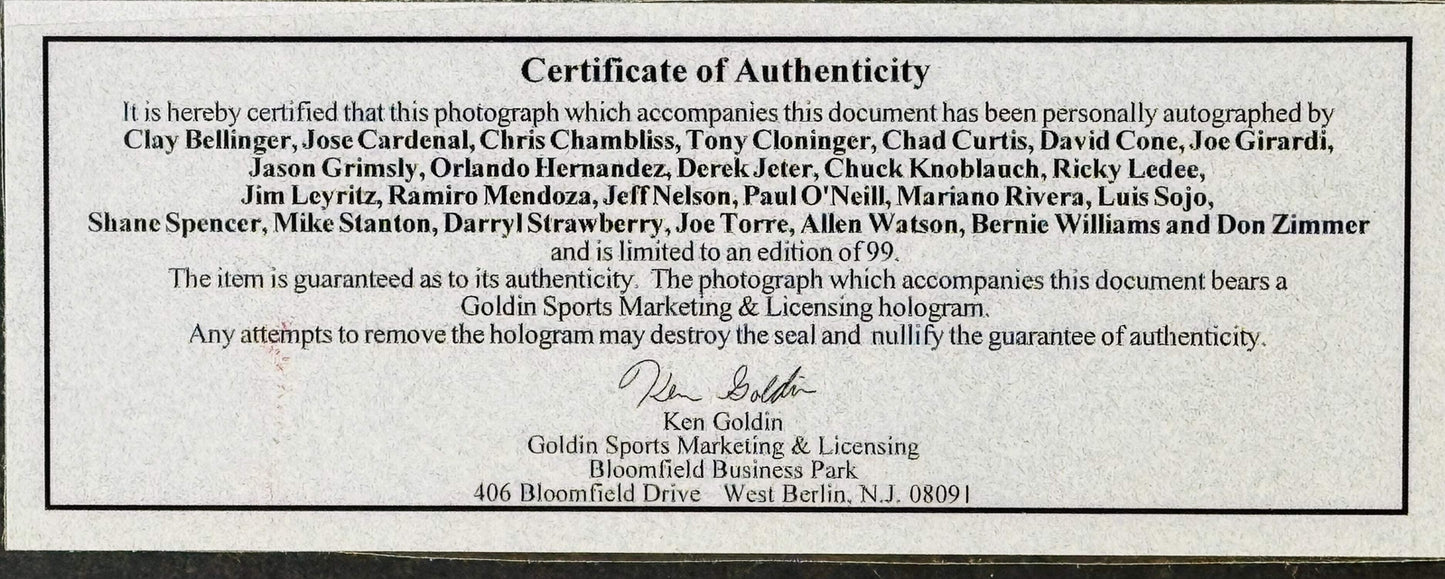 Certificate of Authenticity
It is hereby certified that this photograph which accompanies this document has been personally autographed by
Clay Bellinger, Jose Cardenal, Chris Chambliss, Tony Cloninger, Chad Curtis, David Cone, Joe Girardi,
Jason Grimsly, Orlando Hernandez, Derek Jeter, Chuck Knoblauch, Ricky Ledee,
Jim Leyritz, Ramiro Mendoza, Jeff Nelson, Paul O'Neill, Mariano Rivera, Luis Sojo,
Shane Spencer, Mike Stanton, Darryl Strawberry, Joe Torre, Allen Watson, Bernie Williams and Don Zimmer
and is limited to an edition of 99.
The item is guaranteed as to its authenticity. The photograph which accompanies this document bears a
Goldin Sports Marketing & Licensing hologram.
Any attempts to remove the hologram may destroy the seal and nullify the guarantee of authenticity.
Ken Goldin
Ken Goldin
Goldin Sports Marketing & Licensing
Bloomfield Business Park
406 Bloomfield Drive West Berlin, N.J. 08091